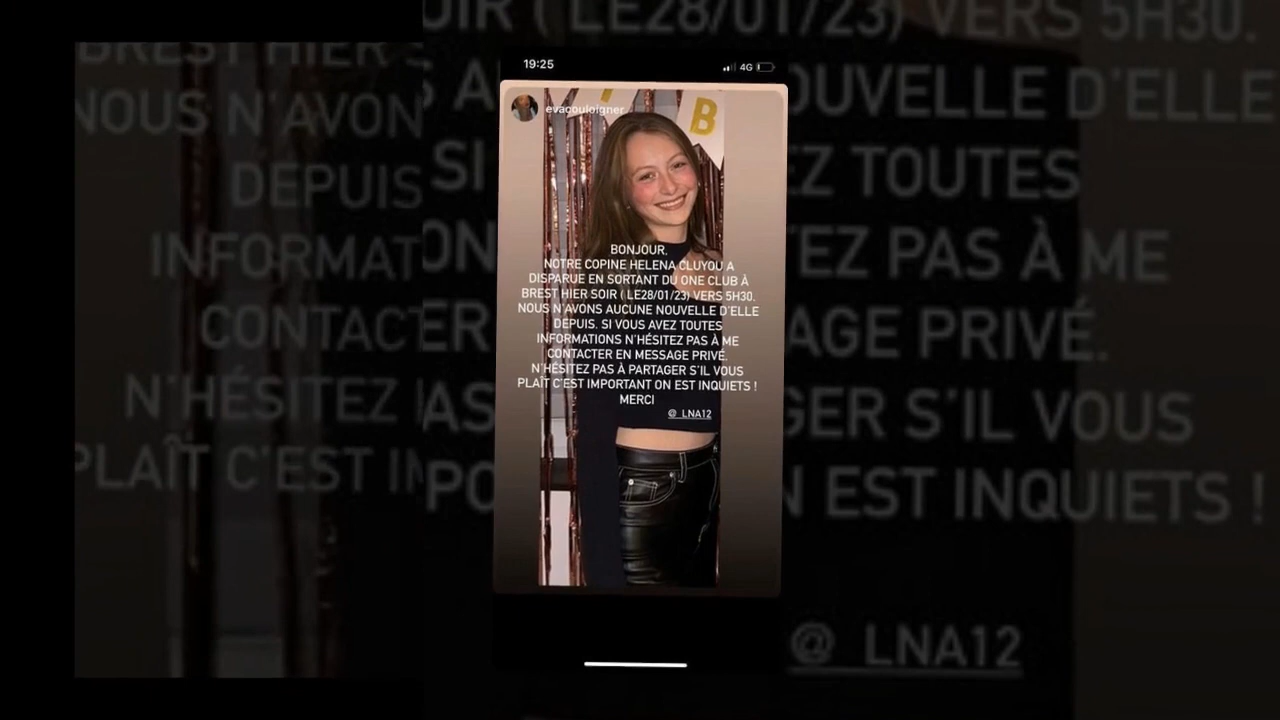 19:25
4G
evagouloigner
B
BONJOUR,
NOTRE COPINE HELENA CLUYOU A
DISPARUE EN SORTANT DU ONE CLUB À
BREST HIER SOIR ( LE28/01/23) VERS 5H30.
NOUS N'AVONS AUCUNE NOUVELLE D'ELLE
DEPUIS. SI VOUS AVEZ TOUTES
INFORMATIONS N'HÉSITEZ PAS À ME
CONTACTER EN MESSAGE PRIVÉ.
N'HÉSITEZ PAS À PARTAGER S'IL VOUS
PLAÎT C'EST IMPORTANT ON EST INQUIETS !
MERCI
@_LNA12